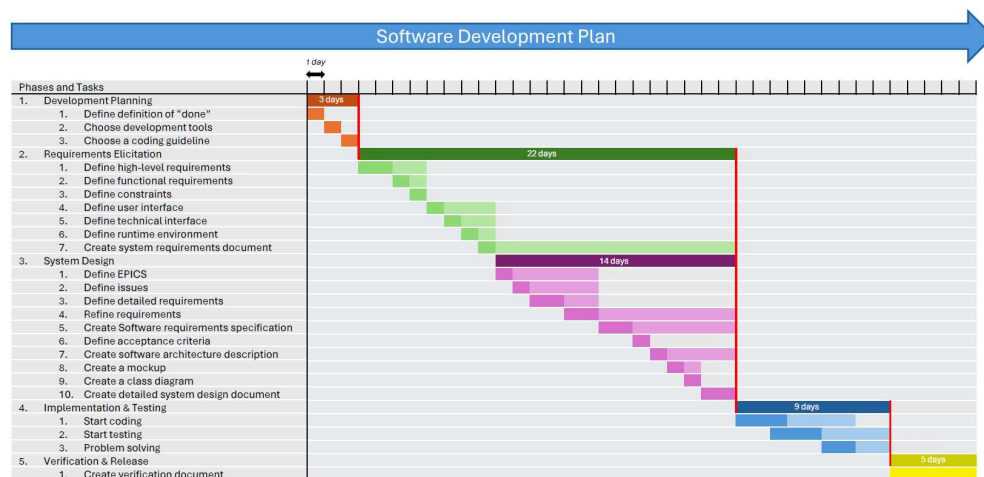 Software Development Plan
1 day
Phases and Tasks
1. Development Planning 3 days
1. Define definition of “done”
2. Choose development tools
3. Choose a coding guideline
2. Requirements Elicitation 22 days
1. Define high-level requirements
2. Define functional requirements
3. Define constraints
4. Define user interface
5. Define technical interface
6. Define runtime environment
7. Create system requirements document
3. System Design 14 days
1. Define EPICS
2. Define issues
3. Define detailed requirements
4. Refine requirements
5. Create Software requirements specification
6. Define acceptance criteria
7. Create software architecture description
8. Create a mockup
9. Create a class diagram
10. Create detailed system design document
4. Implementation & Testing 9 days
1. Start coding
2. Start testing
3. Problem solving
5. Verification & Release 5 days
1. Create verification document